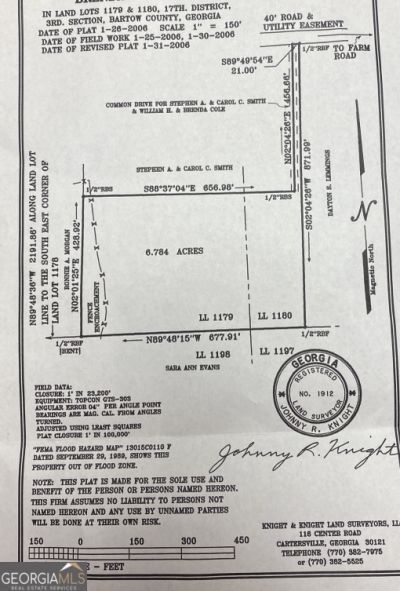 IN LAND LOTS 1179 & 1180, 17TH. DISTRICT,
3RD. SECTION, BARTOW COUNTY, GEORGIA
DATE OF PLAT 1-26-2006 SCALE 1" = 150'
DATE OF FIELD WORK 1-25-2006, 1-30-2006
DATE OF REVISED PLAT 1-31-2006
40' ROAD &
UTILITY EASEMENT
1/2"RBF
TO FARM
ROAD
S89°49'54"E
21.00'
COMMON DRIVE FOR STEPHEN A. & CAROL C. SMITH
& WILLIAM H. & BRENDA COLE
N02°04'26"E 456.66'
S02°04'26"W 871.99'
DAYTON S. LEMMINGS
STEPHEN A. & CAROL C. SMITH
1/2"RBS
S88°37'04"E 656.98'
1/2"RBS
N89°48'36"W 2191.86' ALONG LAND LOT
LINE TO THE SOUTH EAST CORNER OF
LAND LOT 1178
RONNIE A. MORGAN
N02°01'25"E 428.92'
FENCE
ENCROACHMENT
6.784 ACRES
N
Magnetic North
LL 1179
LL 1180
1/2"RBF
[BENT]
N89°48'15"W 677.91'
1/2"RBF
LL 1198
LL 1197
SARA ANN EVANS
GEORGIA
REGISTERED
NO. 1912
LAND SURVEYOR
JOHNNY R. KNIGHT
FIELD DATA:
CLOSURE: 1' IN 23,200'
EQUIPMENT: TOPCON GTS-303
ANGULAR ERROR 04" PER ANGLE POINT
BEARINGS ARE MAG. CAL. FROM ANGLES
TURNED.
ADJUSTED USING LEAST SQUARES
PLAT CLOSURE 1' IN 100,000'
"FEMA FLOOD HAZARD MAP" 13015C0110 F
DATED SEPTEMBER 29, 1989, SHOWS THIS
PROPERTY OUT OF FLOOD ZONE.
Johnny R. Knight
NOTE: THIS PLAT IS MADE FOR THE SOLE USE AND
BENEFIT OF THE PERSON OR PERSONS NAMED HEREON.
THIS FIRM ASSUMES NO LIABILITY TO PERSONS NOT
NAMED HEREON AND ANY USE BY UNNAMED PARTIES
WILL BE DONE AT THEIR OWN RISK.
KNIGHT & KNIGHT LAND SURVEYORS, LL
116 CENTER ROAD
CARTERSVILLE, GEORGIA 30121
TELEPHONE (770) 382-7975
or (770) 382-5525
150 0 150 300 450
- FEET
GEORGIAMLS
REAL ESTATE SERVICES